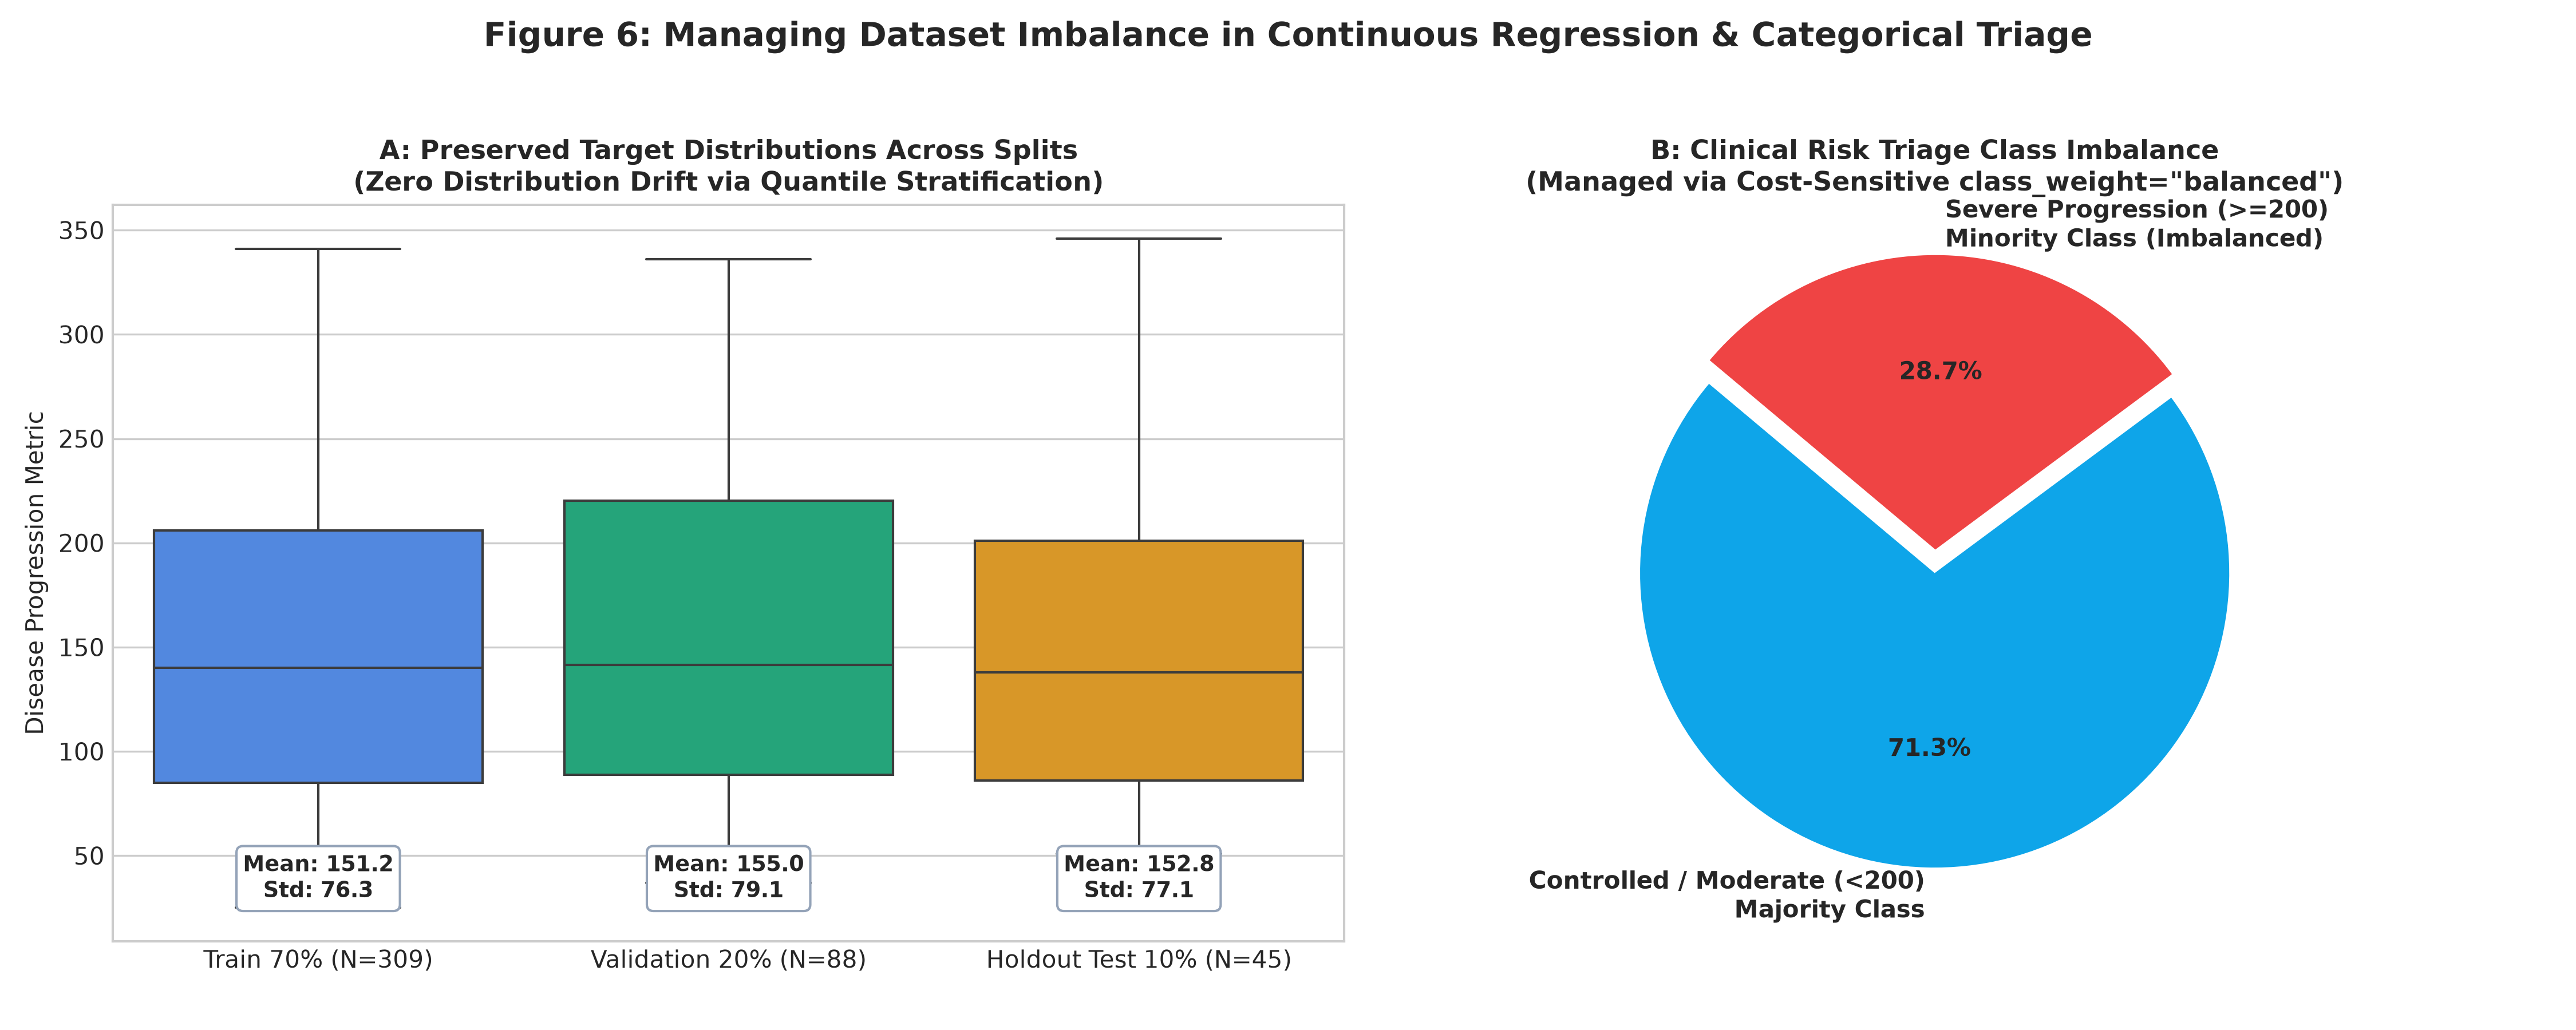 Figure 6: Managing Dataset Imbalance in Continuous Regression & Categorical Triage
A: Preserved Target Distributions Across Splits
(Zero Distribution Drift via Quantile Stratification)
Disease Progression Metric
350
300
250
200
150
100
50
Mean: 151.2
Std: 76.3
Mean: 155.0
Std: 79.1
Mean: 152.8
Std: 77.1
Train 70% (N=309)
Validation 20% (N=88)
Holdout Test 10% (N=45)
B: Clinical Risk Triage Class Imbalance
(Managed via Cost-Sensitive class_weight="balanced")
Severe Progression (>=200)
Minority Class (Imbalanced)
28.7%
71.3%
Controlled / Moderate (<200)
Majority Class